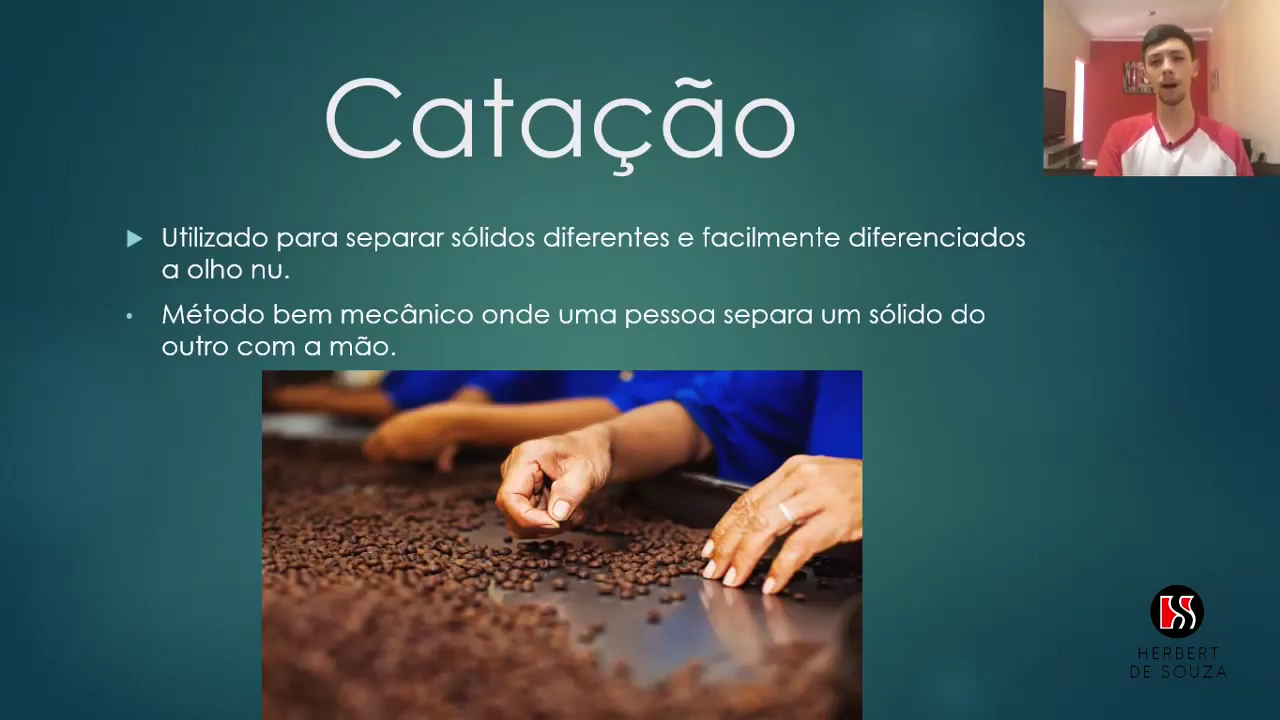 Catação
Utilizado para separar sólidos diferentes e facilmente diferenciados
a olho nu.
Método bem mecânico onde uma pessoa separa um sólido do
outro com a mão.
HERBERT
DE SOUZA